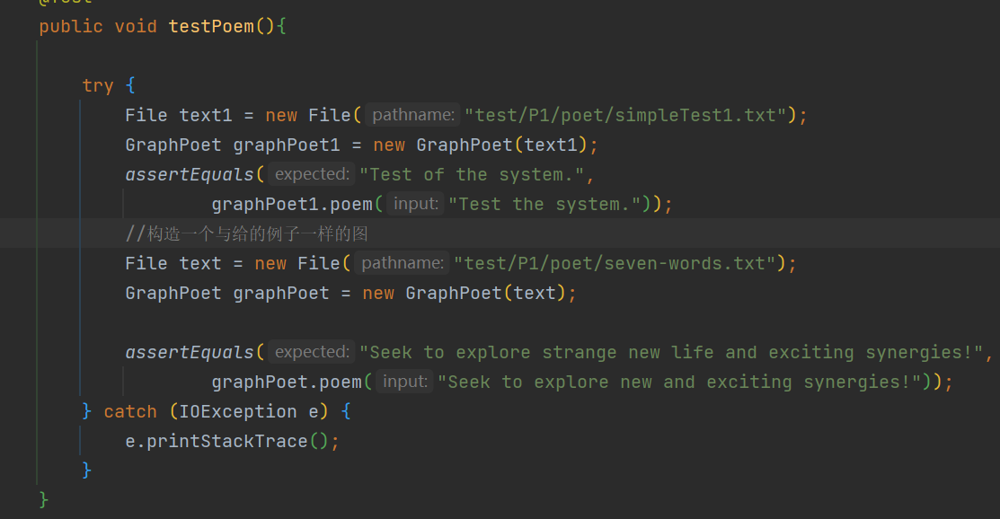 @Test
public void testPoem(){
try {
File text1 = new File( pathname: "test/P1/poet/simpleTest1.txt");
GraphPoet graphPoet1 = new GraphPoet(text1);
assertEquals( expected: "Test of the system.",
graphPoet1.poem( input: "Test the system."));
//构造一个与给的例子一样的图
File text = new File( pathname: "test/P1/poet/seven-words.txt");
GraphPoet graphPoet = new GraphPoet(text);
assertEquals( expected: "Seek to explore strange new life and exciting synergies!",
graphPoet.poem( input: "Seek to explore new and exciting synergies!"));
} catch (IOException e) {
e.printStackTrace();
}
}